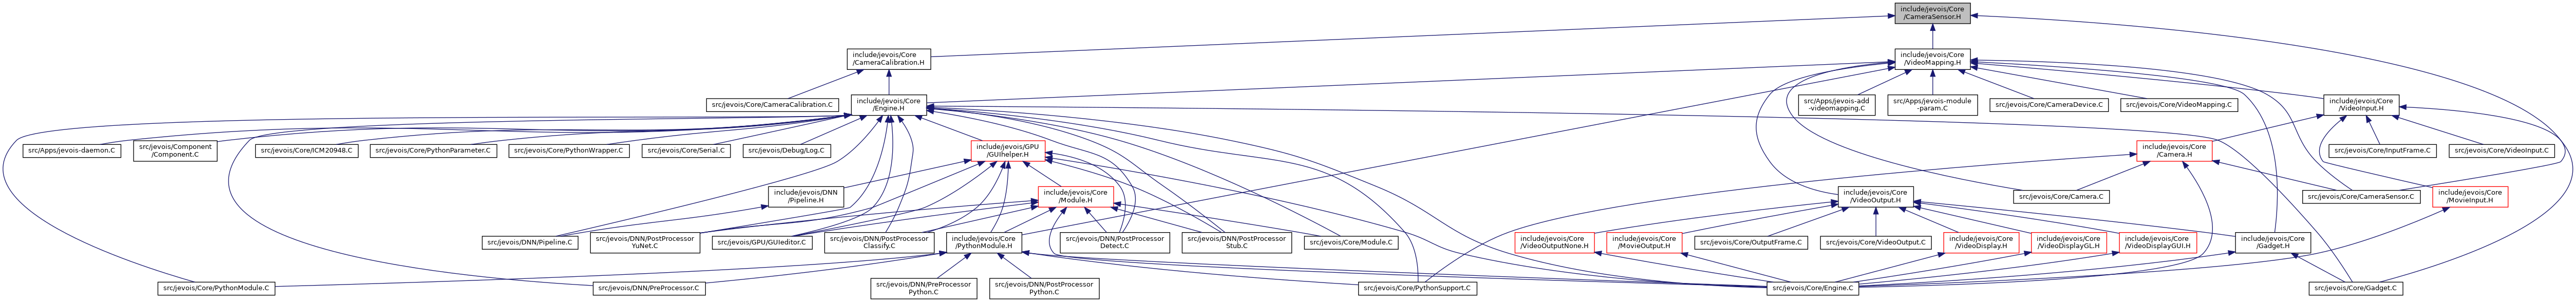 include/jevois/Core
/CameraSensor.H
include/jevois/Core
/CameraCalibration.H
include/jevois/Core
/VideoMapping.H
src/jevois/Core/CameraCalibration.C
include/jevois/Core
/Engine.H
src/Apps/jevois-add
-videomapping.C
src/Apps/jevois-module
-param.C
src/jevois/Core/CameraDevice.C
src/jevois/Core/VideoMapping.C
include/jevois/Core
/VideoInput.H
src/Apps/jevois-daemon.C
src/jevois/Component
/Component.C
src/jevois/Core/ICM20948.C
src/jevois/Core/PythonParameter.C
src/jevois/Core/PythonWrapper.C
src/jevois/Core/Serial.C
src/jevois/Debug/Log.C
include/jevois/GPU
/GUIhelper.H
include/jevois/Core
/Camera.H
src/jevois/Core/InputFrame.C
src/jevois/Core/VideoInput.C
include/jevois/DNN
/Pipeline.H
include/jevois/Core
/Module.H
include/jevois/Core
/VideoOutput.H
src/jevois/Core/Camera.C
src/jevois/Core/CameraSensor.C
include/jevois/Core
/MovieInput.H
src/jevois/DNN/Pipeline.C
src/jevois/DNN/PostProcessor
YuNet.C
src/jevois/GPU/GUIeditor.C
src/jevois/DNN/PostProcessor
Classify.C
include/jevois/Core
/PythonModule.H
src/jevois/DNN/PostProcessor
Detect.C
src/jevois/DNN/PostProcessor
Stub.C
src/jevois/Core/Module.C
include/jevois/Core
/VideoOutputNone.H
include/jevois/Core
/MovieOutput.H
src/jevois/Core/OutputFrame.C
src/jevois/Core/VideoOutput.C
include/jevois/Core
/VideoDisplay.H
include/jevois/Core
/VideoDisplayGL.H
include/jevois/Core
/VideoDisplayGUI.H
include/jevois/Core
/Gadget.H
src/jevois/Core/PythonModule.C
src/jevois/DNN/PreProcessor.C
src/jevois/DNN/PreProcessor
Python.C
src/jevois/DNN/PostProcessor
Python.C
src/jevois/Core/PythonSupport.C
src/jevois/Core/Engine.C
src/jevois/Core/Gadget.C